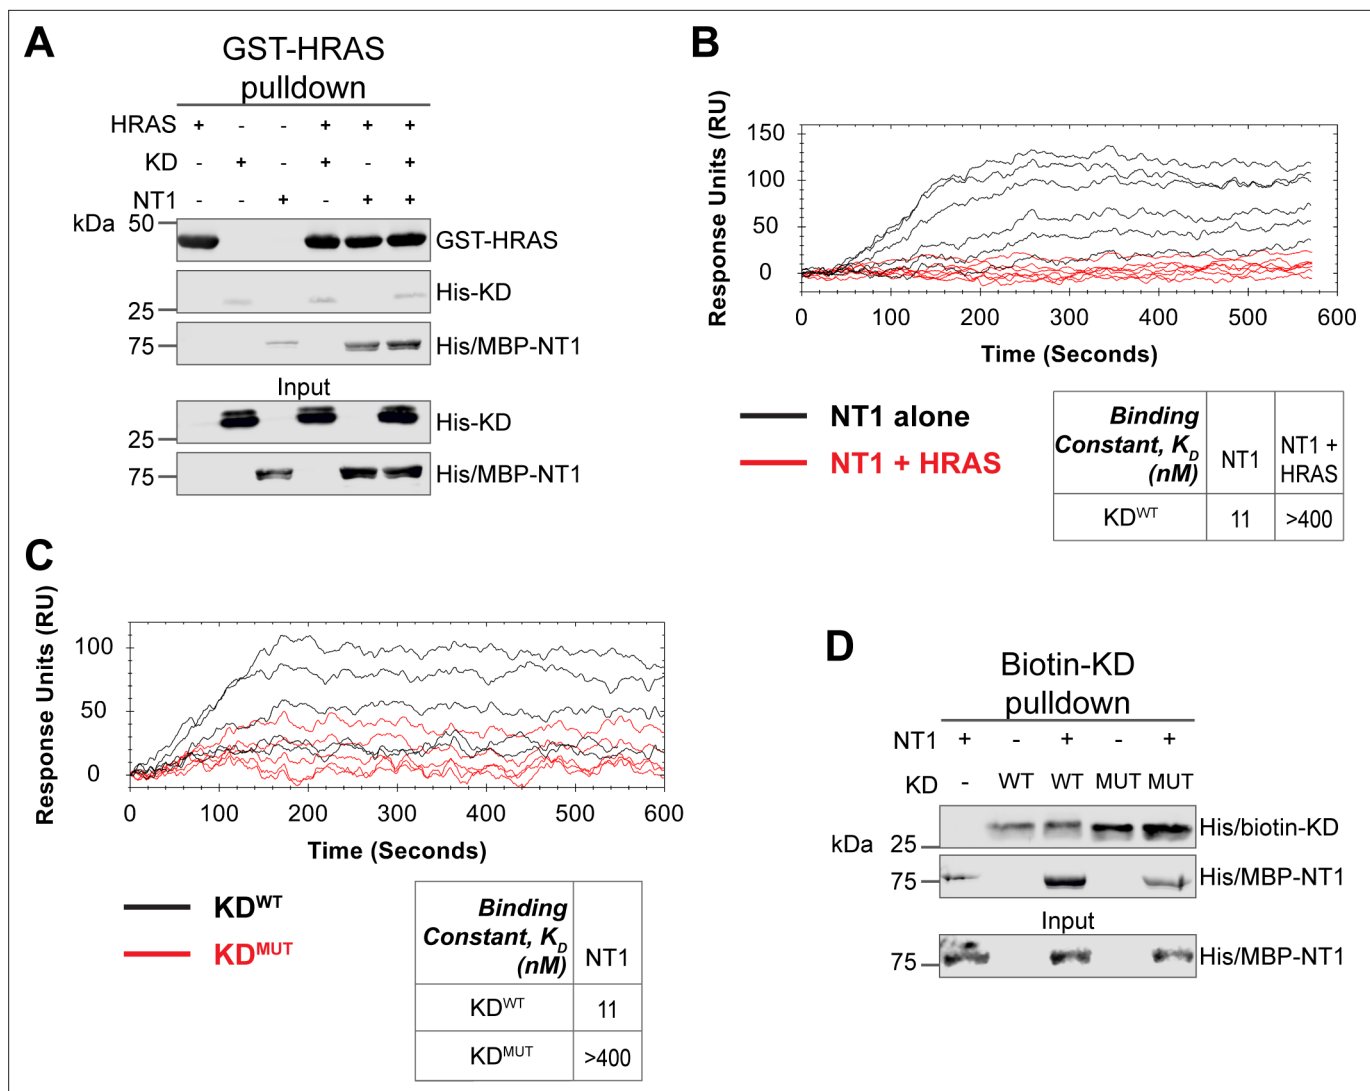 A
GST-HRAS
pulldown
HRAS + - - + + +
KD - + - + - +
NT1 - - + - + +
kDa
50
GST-HRAS
His-KD
25
75
His/MBP-NT1
Input
His-KD
25
75
His/MBP-NT1
B
Response Units (RU)
150
100
50
0
0 100 200 300 400 500 600
Time (Seconds)
NT1 alone
NT1 + HRAS
Binding Constant, KD (nM)
NT1
NT1 + HRAS
KDWT 11 >400
C
Response Units (RU)
100
50
0
0 100 200 300 400 500 600
Time (Seconds)
KDWT
KDMUT
Binding Constant, KD (nM)
NT1
KDWT 11
KDMUT >400
D
Biotin-KD
pulldown
NT1 + - + - +
KD - WT WT MUT MUT
kDa
25
His/biotin-KD
75
His/MBP-NT1
Input
75
His/MBP-NT1